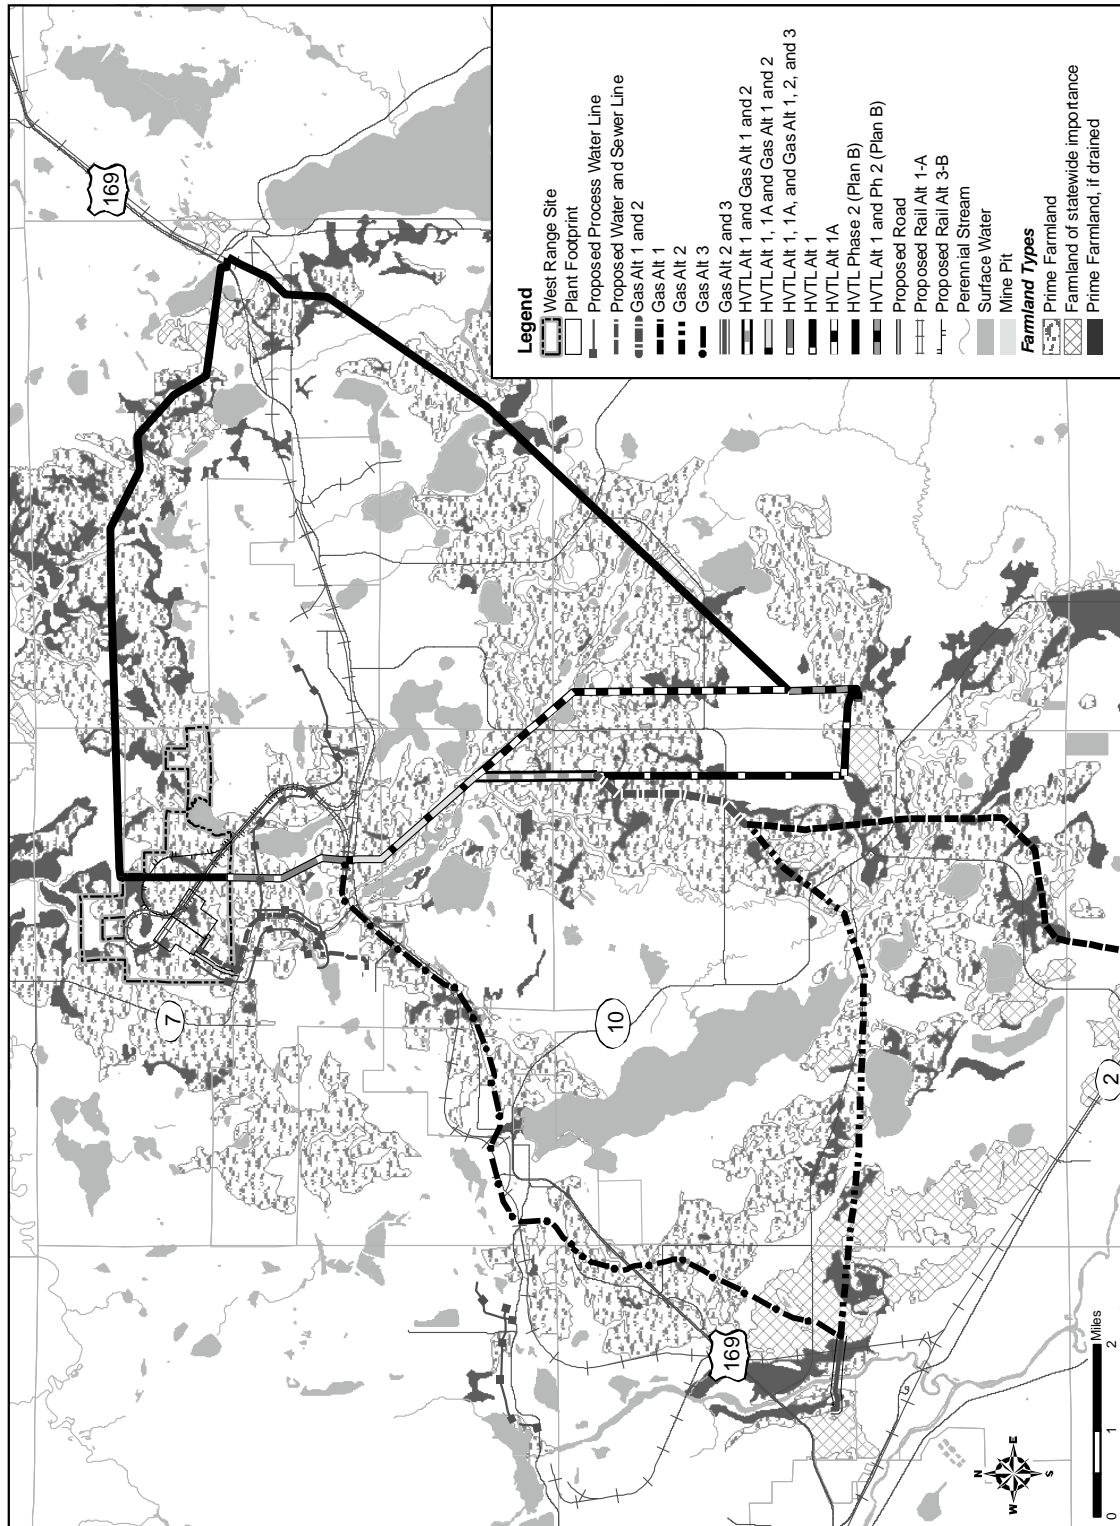 Legend
West Range Site
Plant Footprint
Proposed Process Water Line
Proposed Water and Sewer Line
Gas Alt 1 and 2
Gas Alt 1
Gas Alt 2
Gas Alt 3
Gas Alt 2 and 3
HVTL Alt 1 and Gas Alt 1 and 2
HVTL Alt 1, 1A and Gas Alt 1 and 2
HVTL Alt 1, 11A, and Gas Alt 1, 2, and 3
HVTL Alt 1
HVTL Alt 1A
HVTL Phase 2 (Plan B)
HVTL Alt 1 and Ph 2 (Plan B)
Proposed Road
Proposed Rail Alt 1-A
Proposed Rail Alt 3-B
Perennial Stream
Surface Water
Mine Pit
Farmland Types
Prime Farmland
Farmland of statewide importance
Prime Farmland, if drained
169
7
10
169
2
N
W
E
S
0
1
2
Miles